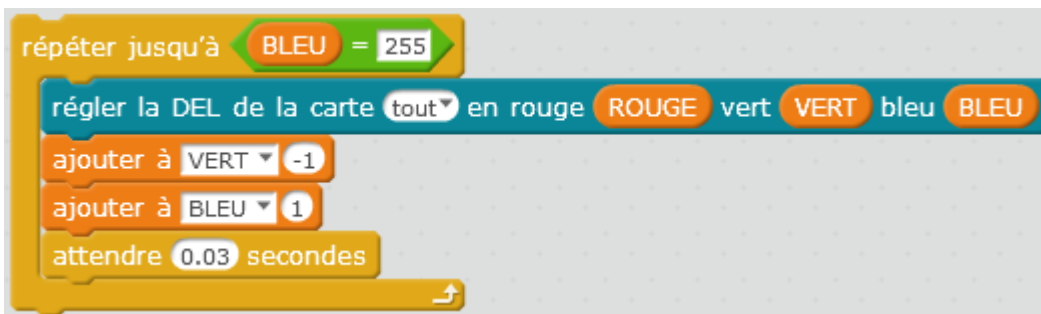 répéter jusqu'à BLEU = 255
régler la DEL de la carte tout en rouge ROUGE vert VERT bleu BLEU
ajouter à VERT -1
ajouter à BLEU 1
attendre 0.03 secondes